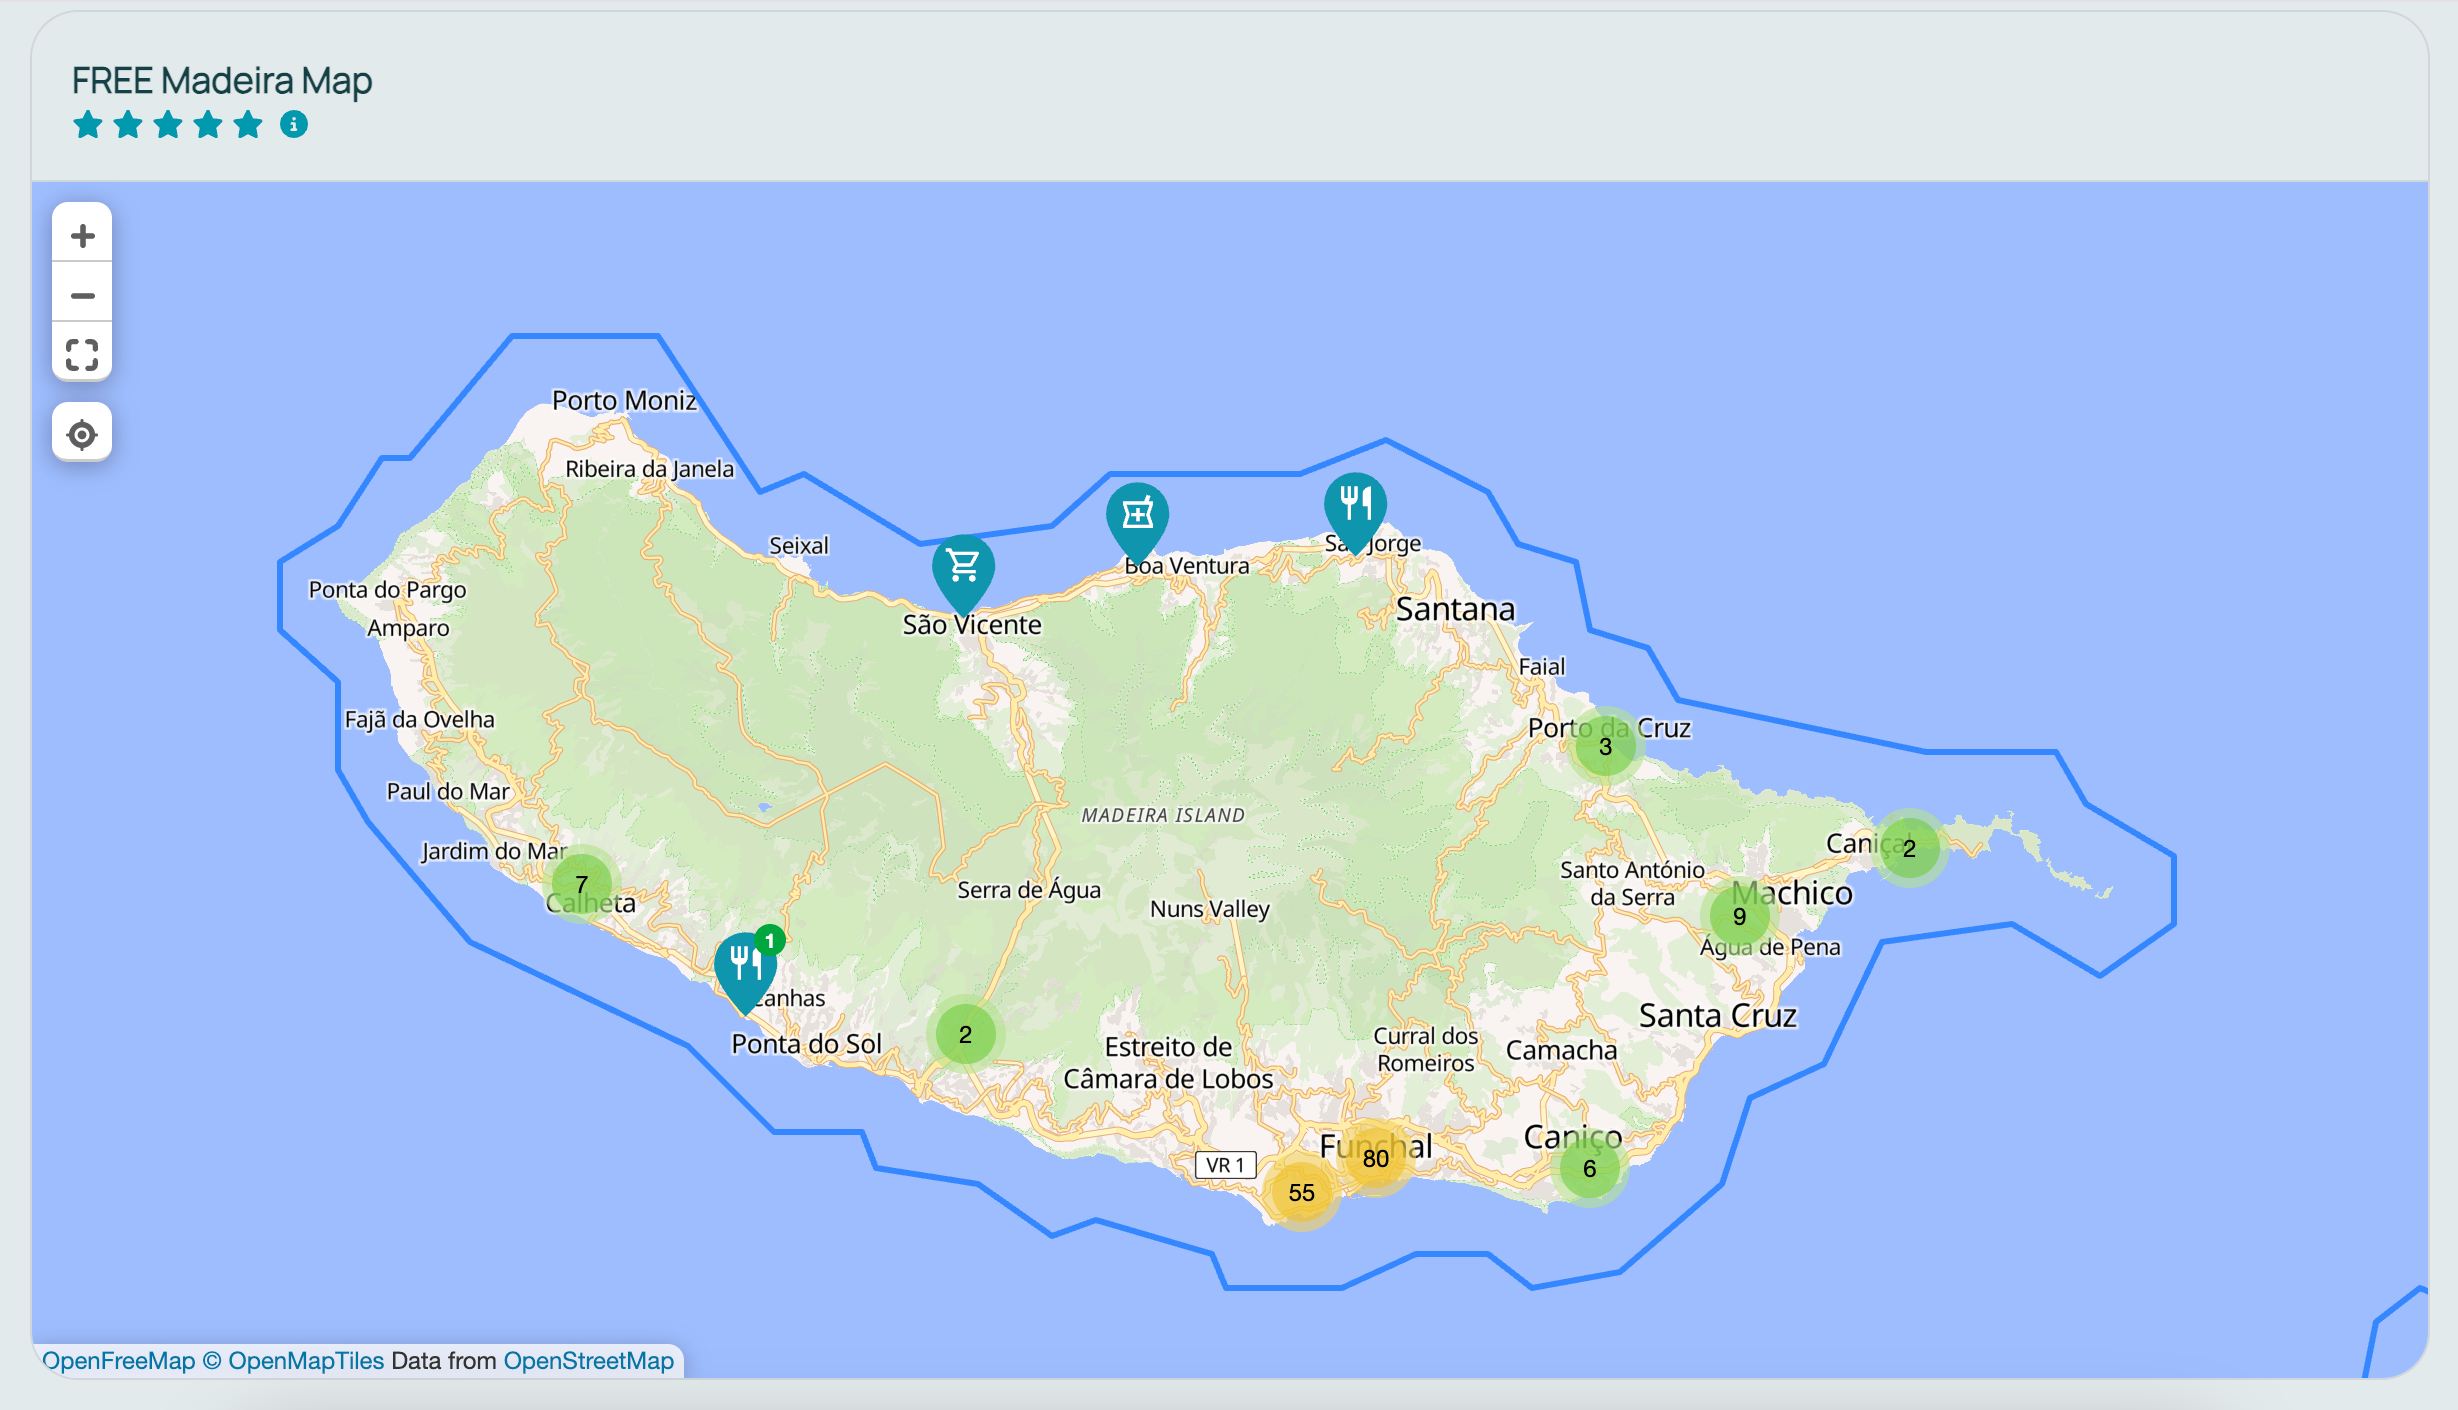 FREE Madeira Map
Porto Moniz
Ribeira da Janela
Seixal
São Jorge
Boa Ventura
Ponta do Pargo
Santana
São Vicente
Amparo
Faial
Fajã da Ovelha
Porto da Cruz
3
Paul do Mar
MADEIRA ISLAND
Caniçal
2
Jardim do Mar
Santo António
da Serra
7
Serra de Água
Machico
Calheta
Nuns Valley
9
1
Água de Pena
Canhas
Santa Cruz
2
Ponta do Sol
Curral dos
Romeiros
Estreito de
Câmara de Lobos
Camacha
Caniço
Funchal
80
VR 1
6
55
OpenFreeMap © OpenMapTiles Data from OpenStreetMap